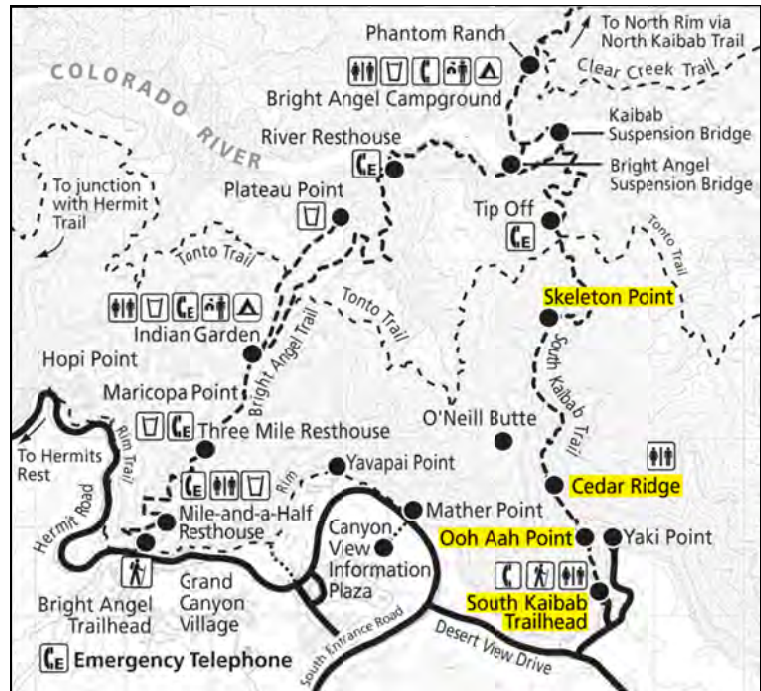 Phantom Ranch
To North Rim via
North Kaibab Trail
Clear Creek Trail
COLORADO RIVER
Bright Angel Campground
Kaibab
Suspension Bridge
River Resthouse
Bright Angel
Suspension Bridge
To junction
with Hermit
Trail
Plateau Point
Tip Off
Tonto Trail
Tonto Trail
Skeleton Point
Tonto Trail
Indian Garden
Bright Angel Trail
South Kaibab Trail
Hopi Point
Maricopa Point
O'Neill Butte
Three Mile Resthouse
To Hermits
Rest
Rim Trail
Yavapai Point
Cedar Ridge
Rim
Hermit Road
Nile-and-a-Half
Resthouse
Mather Point
Canyon
View
Information
Plaza
Ooh Aah Point
Yaki Point
Bright Angel
Trailhead
Grand
Canyon
Village
South Kaibab
Trailhead
South Entrance Road
Desert View Drive
E Emergency Telephone
E
E
E
E
E